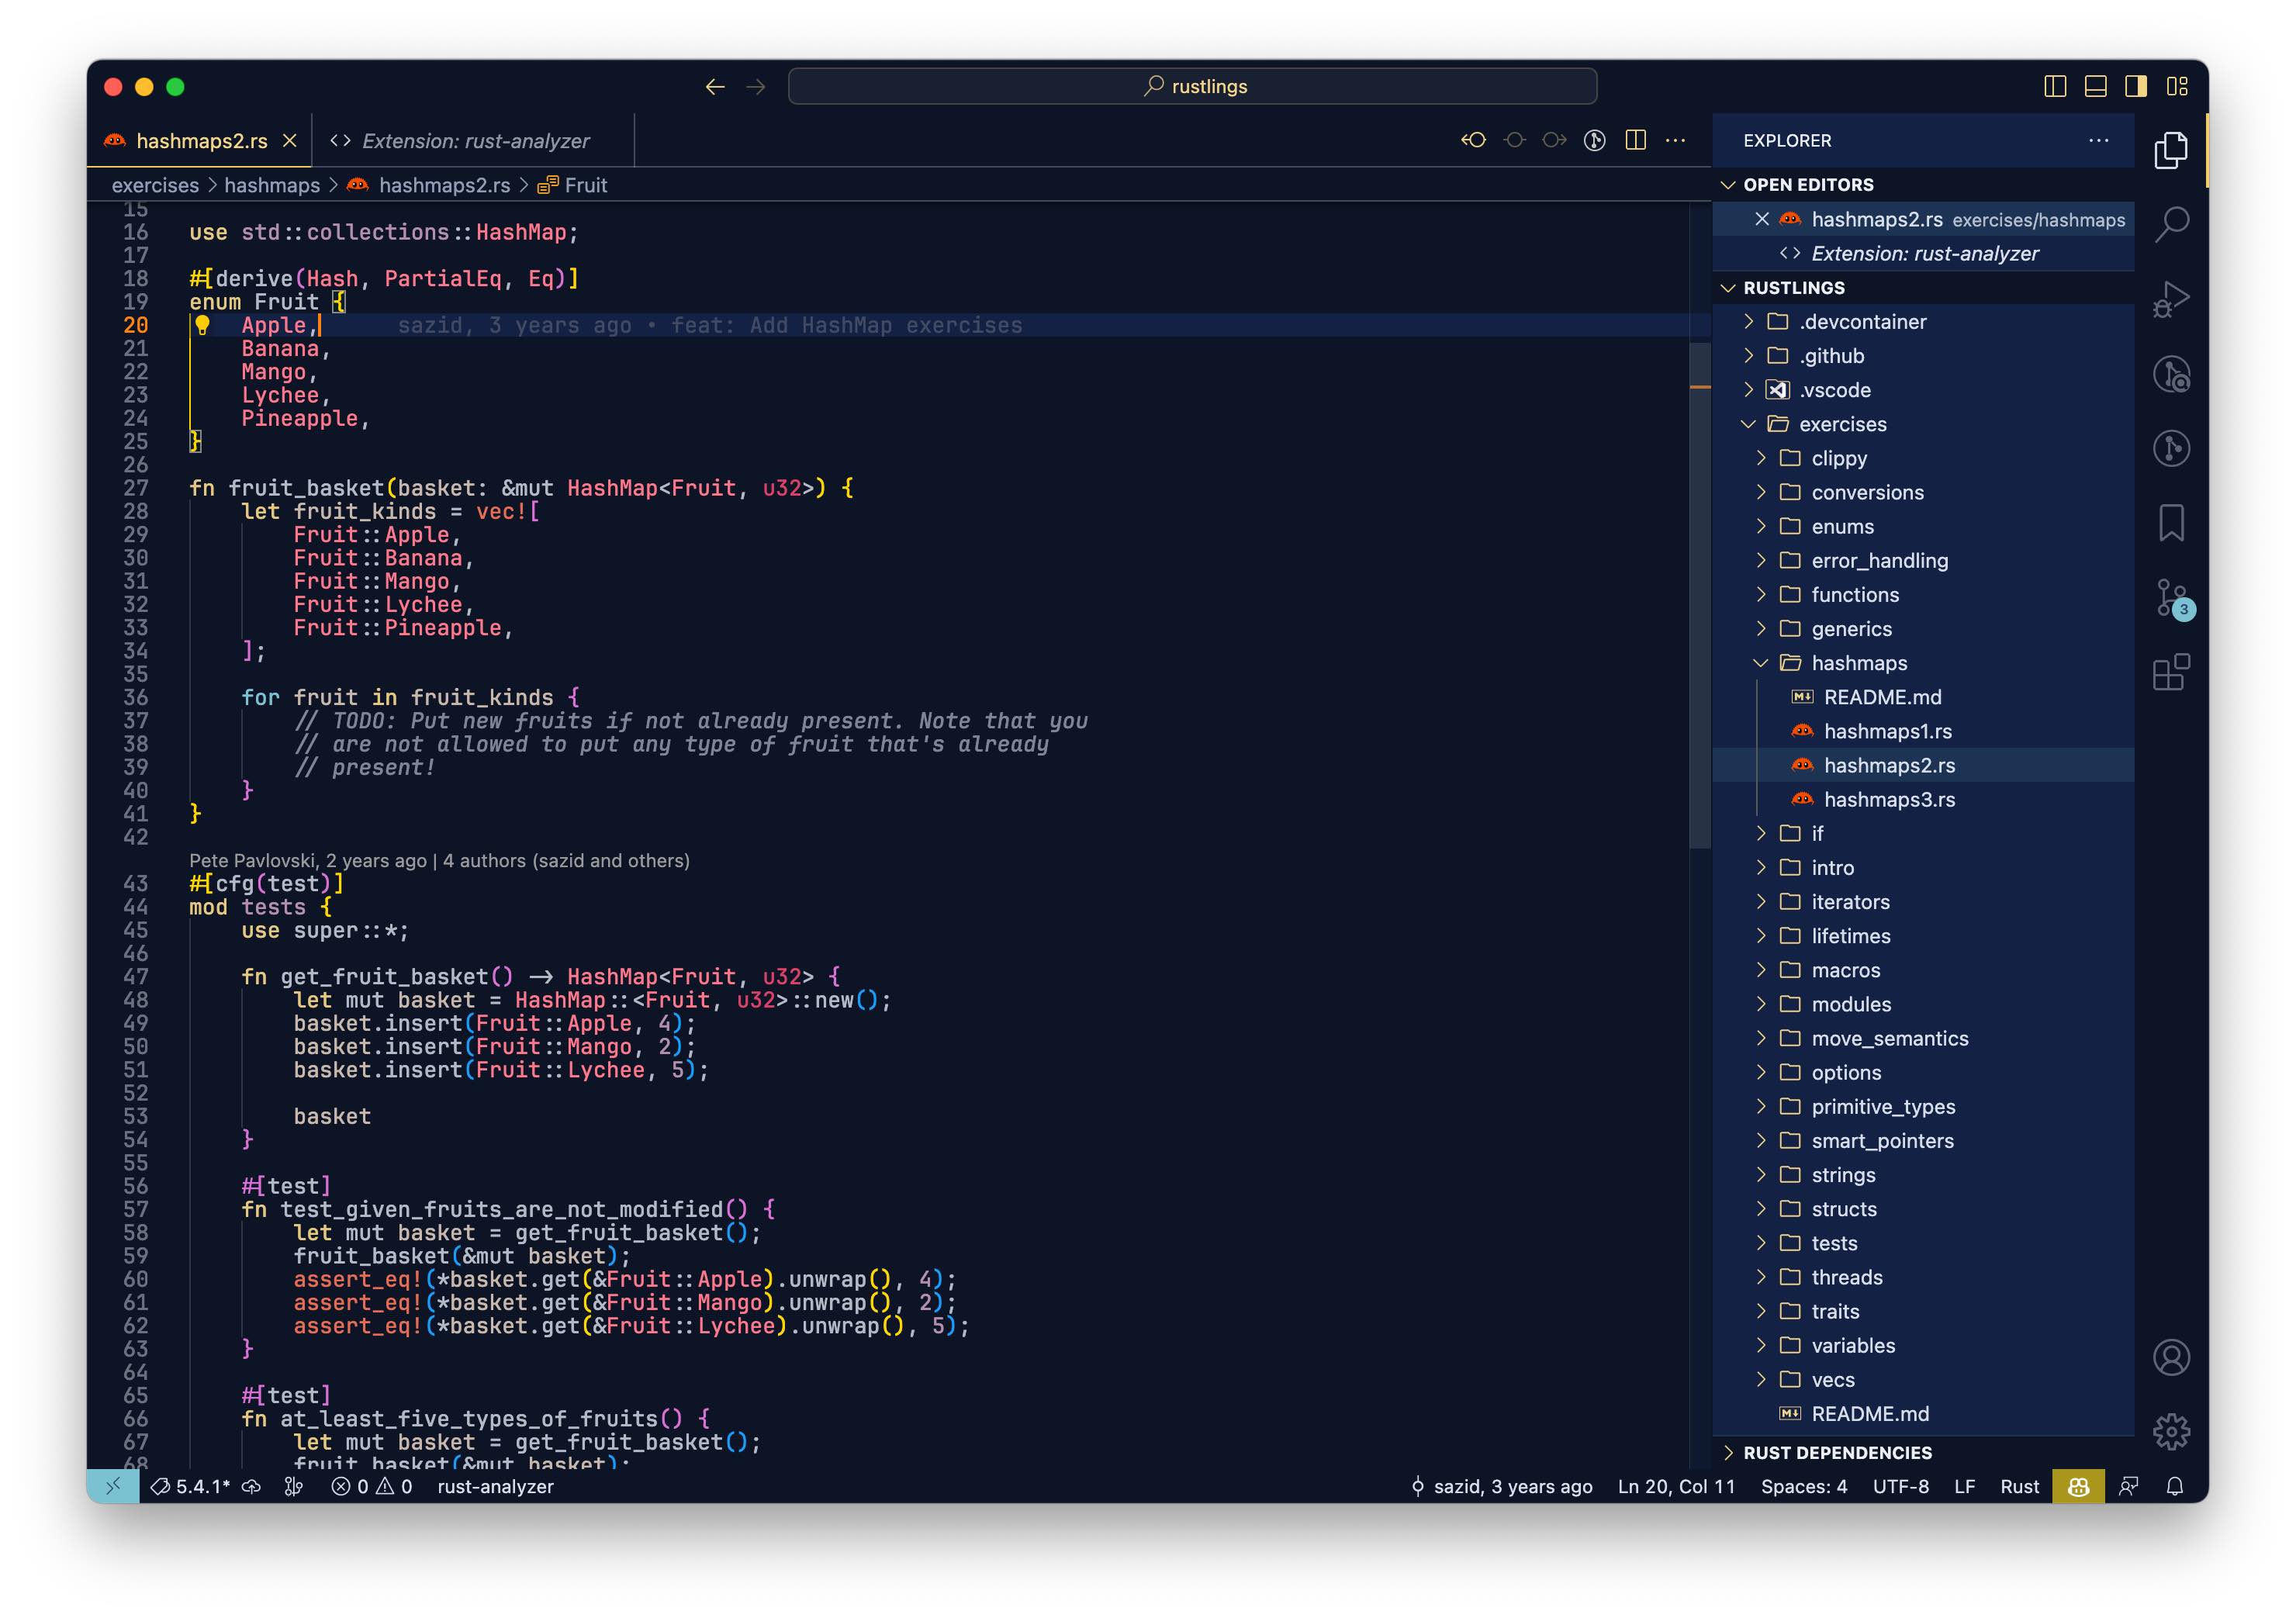 rustlings
hashmaps2.rs
Extension: rust-analyzer
exercises > hashmaps > hashmaps2.rs > Fruit
15
16 use std::collections::HashMap;
17
18 #[derive(Hash, PartialEq, Eq)]
19 enum Fruit {
20     Apple,      sazid, 3 years ago • feat: Add HashMap exercises
21     Banana,
22     Mango,
23     Lychee,
24     Pineapple,
25 }
26
27 fn fruit_basket(basket: &mut HashMap<Fruit, u32>) {
28     let fruit_kinds = vec![
29         Fruit::Apple,
30         Fruit::Banana,
31         Fruit::Mango,
32         Fruit::Lychee,
33         Fruit::Pineapple,
34     ];
35
36     for fruit in fruit_kinds {
37         // TODO: Put new fruits if not already present. Note that you
38         // are not allowed to put any type of fruit that's already
39         // present!
40     }
41 }
42
Pete Pavlovski, 2 years ago | 4 authors (sazid and others)
43 #[cfg(test)]
44 mod tests {
45     use super::*;
46
47     fn get_fruit_basket() -> HashMap<Fruit, u32> {
48         let mut basket = HashMap::<Fruit, u32>::new();
49         basket.insert(Fruit::Apple, 4);
50         basket.insert(Fruit::Mango, 2);
51         basket.insert(Fruit::Lychee, 5);
52
53         basket
54     }
55
56     #[test]
57     fn test_given_fruits_are_not_modified() {
58         let mut basket = get_fruit_basket();
59         fruit_basket(&mut basket);
60         assert_eq!(*basket.get(&Fruit::Apple).unwrap(), 4);
61         assert_eq!(*basket.get(&Fruit::Mango).unwrap(), 2);
62         assert_eq!(*basket.get(&Fruit::Lychee).unwrap(), 5);
63     }
64
65     #[test]
66     fn at_least_five_types_of_fruits() {
67         let mut basket = get_fruit_basket();
68         fruit_basket(&mut basket);
EXPLORER
OPEN EDITORS
hashmaps2.rs exercises/hashmaps
Extension: rust-analyzer
RUSTLINGS
.devcontainer
.github
.vscode
exercises
clippy
conversions
enums
error_handling
functions
generics
hashmaps
README.md
hashmaps1.rs
hashmaps2.rs
hashmaps3.rs
if
intro
iterators
lifetimes
macros
modules
move_semantics
options
primitive_types
smart_pointers
strings
structs
tests
threads
traits
variables
vecs
README.md
RUST DEPENDENCIES
3
5.4.1* 0 0 rust-analyzer
sazid, 3 years ago Ln 20, Col 11 Spaces: 4 UTF-8 LF Rust